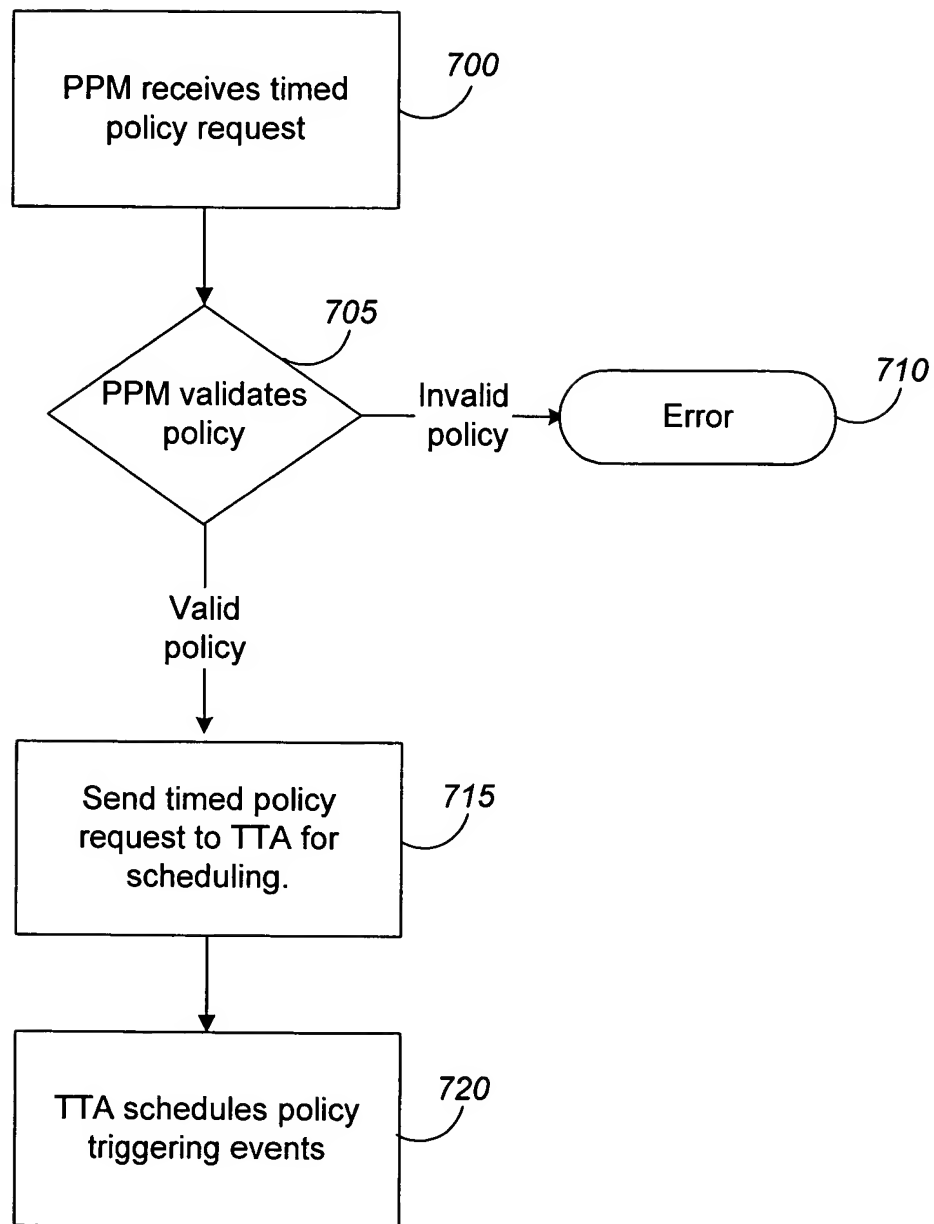 PPM receives timed
policy request
700
705
PPM validates
policy
Invalid
policy
Error
710
Valid
policy
Send timed policy
request to TTA for
scheduling.
715
TTA schedules policy
triggering events
720